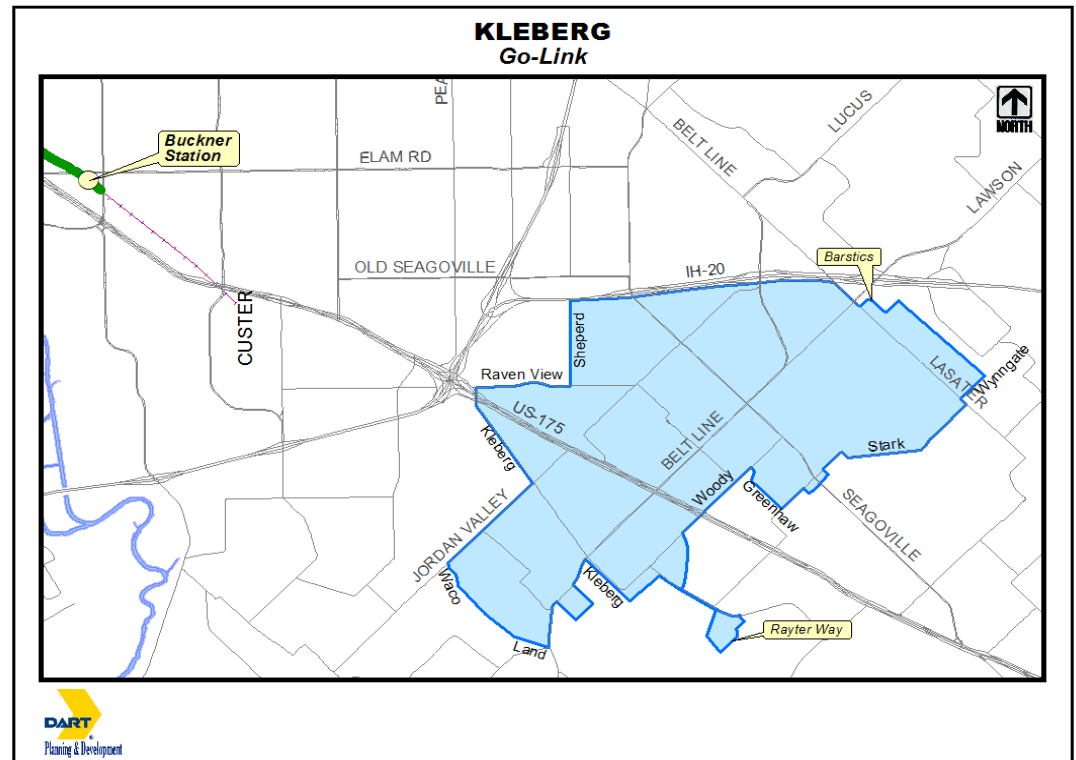 KLEBERG
Go-Link
PEA
NORTH
LUCUS
BELT LINE
Buckner
Station
ELAM RD
LAWSON
Barstics
OLD SEAGOVILLE
IH-20
CUSTER
Sheperd
Wynngate
LASATER
Raven View
US-175
BELT LINE
Kleberg
Stark
Woody
Greenhaw
SEAGOVILLE
JORDAN VALLEY
Waco
Kleberg
Rayter Way
Land
DART
Planning & Development